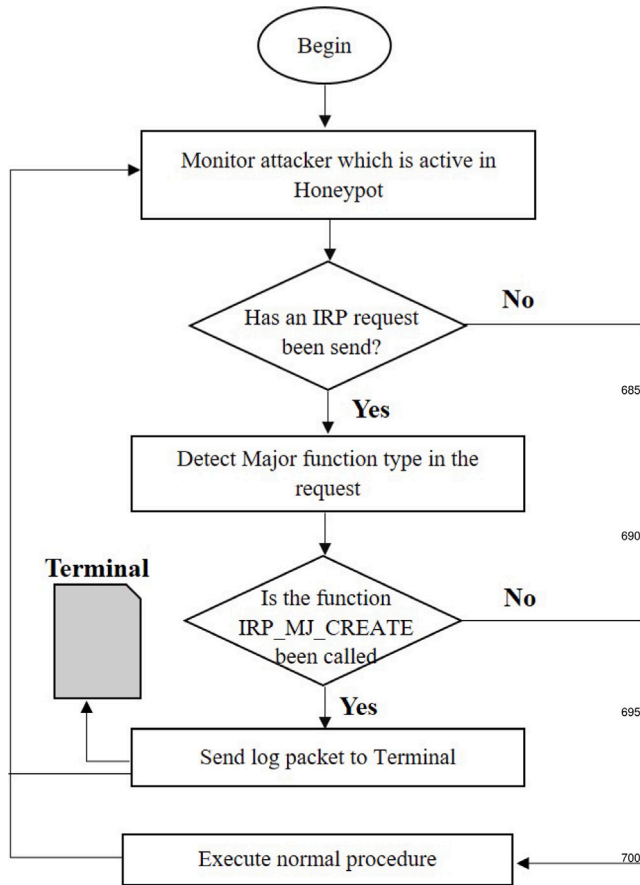 Begin
Monitor attacker which is active in
Honeypot
Has an IRP request
been send?
No
685
Yes
Detect Major function type in the
request
690
Terminal
Is the function
IRP_MJ_CREATE
been called
No
Yes
695
Send log packet to Terminal
Execute normal procedure
700